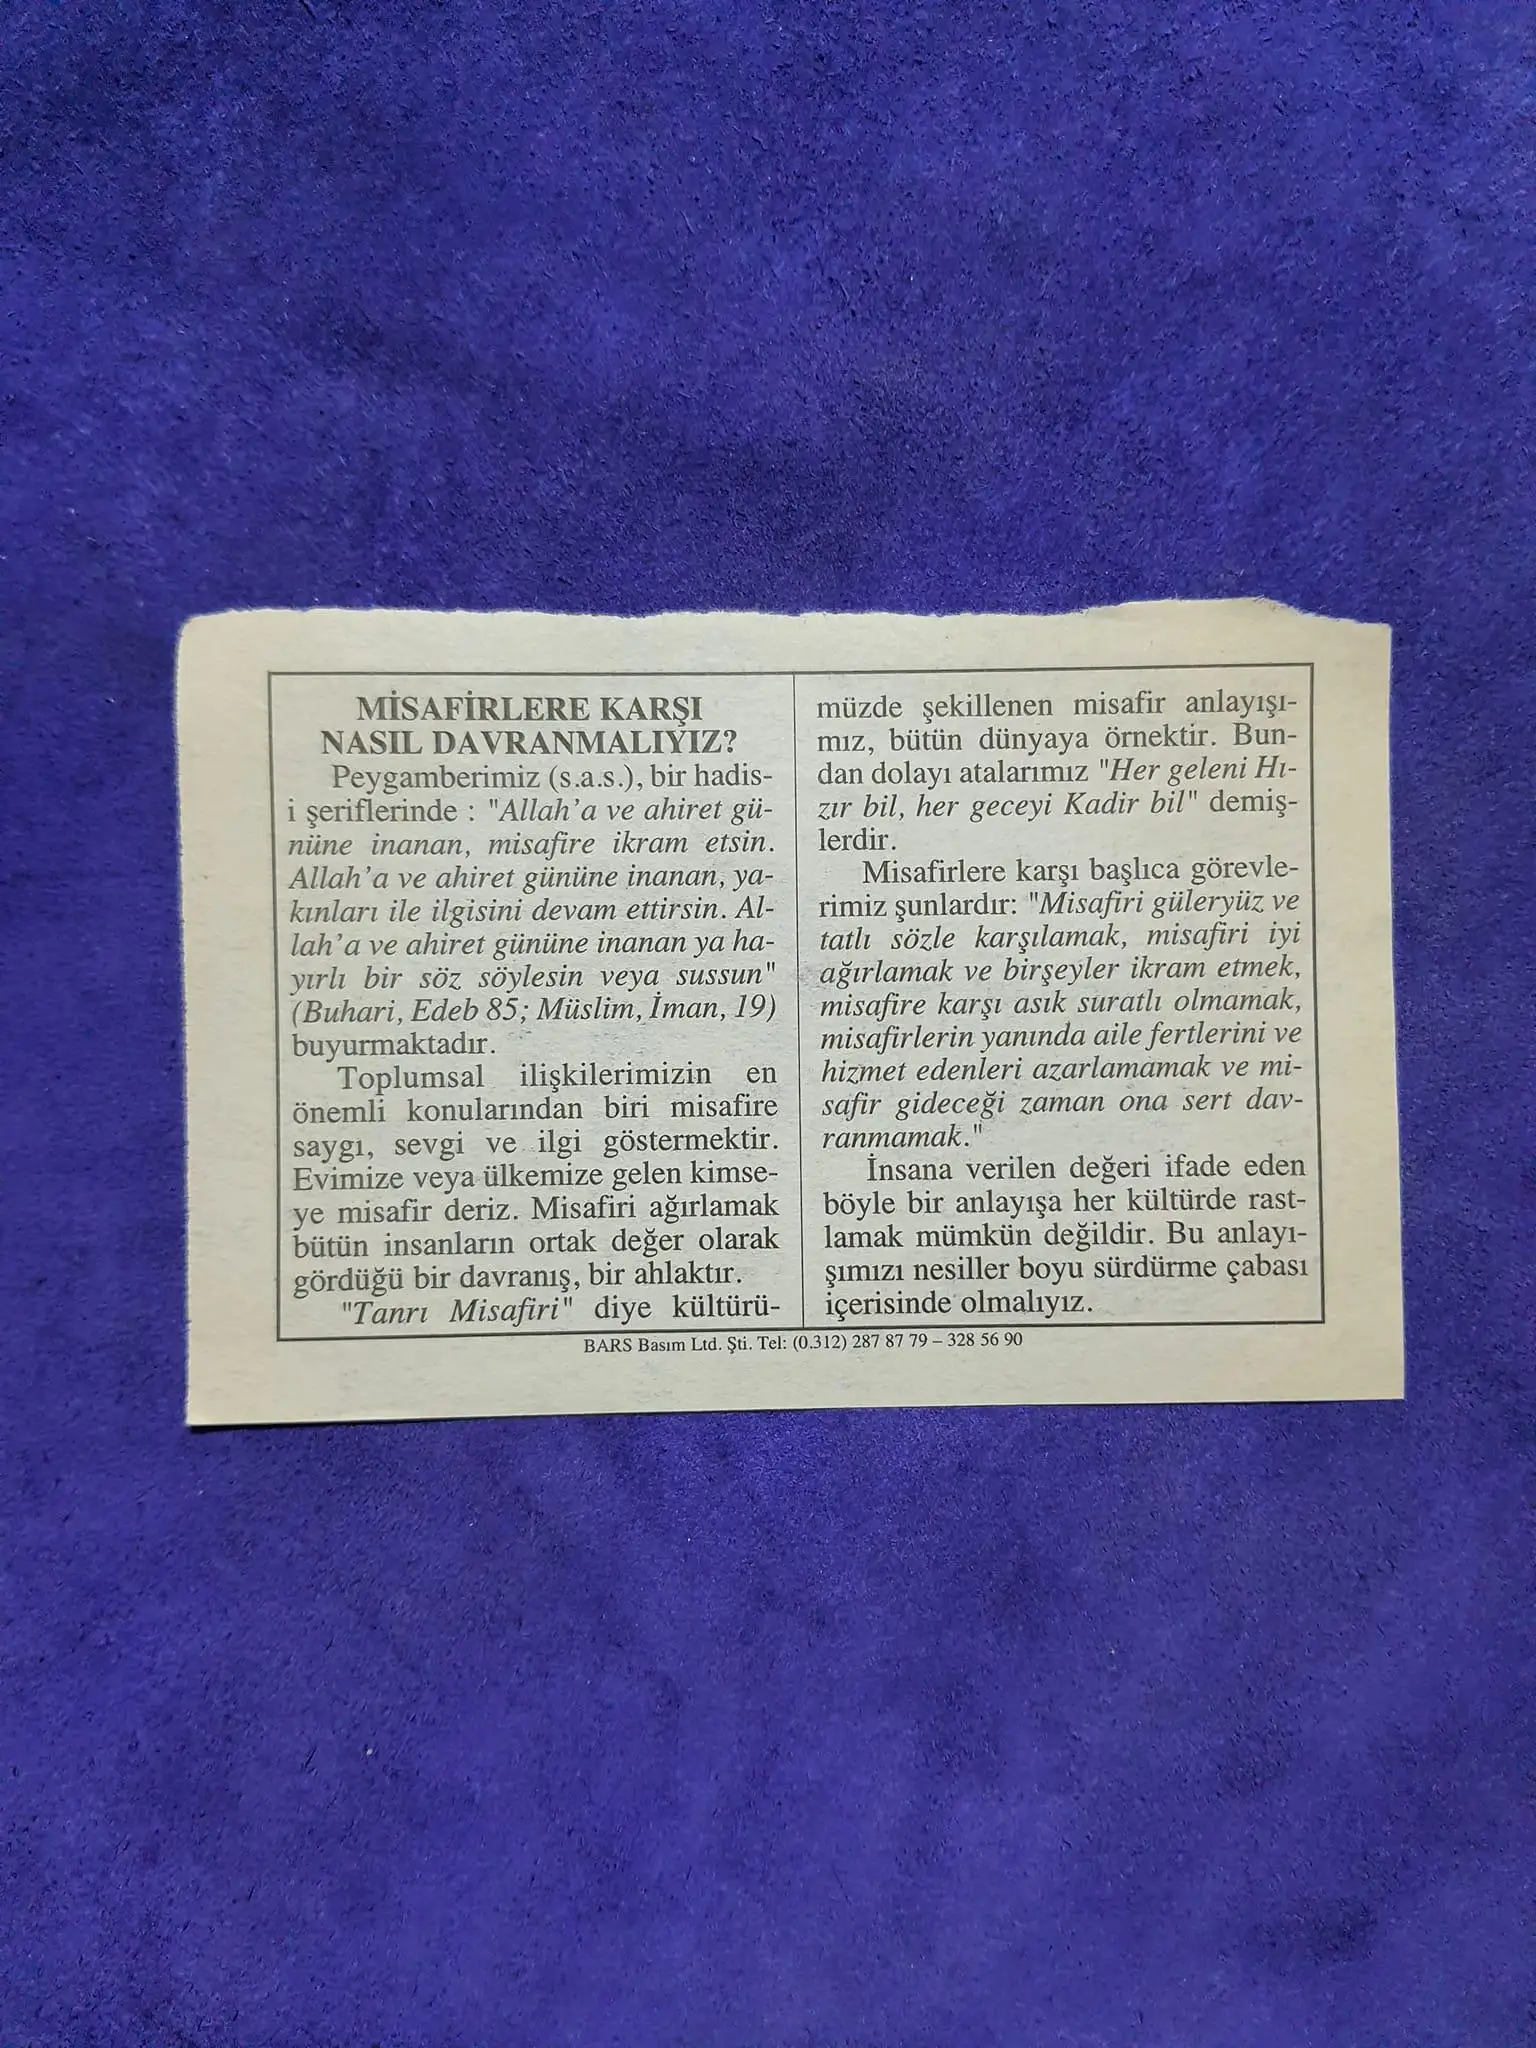 MİSAFİRLERE KARŞI
NASIL DAVRANMALIYIZ?
Peygamberimiz (s.a.s.), bir hadis-
i şeriflerinde : "Allah'a ve ahiret gü-
nüne inanan, misafire ikram etsin.
Allah'a ve ahiret gününe inanan, ya-
kınları ile ilgisini devam ettirsin. Al-
lah'a ve ahiret gününe inanan ya ha-
yırlı bir söz söylesin veya sussun"
(Buhari, Edeb 85; Müslim, İman, 19)
buyurmaktadır.
Toplumsal ilişkilerimizin en
önemli konularından biri misafire
saygı, sevgi ve ilgi göstermektir.
Evimize veya ülkemize gelen kimse-
ye misafir deriz. Misafiri ağırlamak
bütün insanların ortak değer olarak
gördüğü bir davranış, bir ahlaktır.
"Tanrı Misafiri" diye kültürü-
müzde şekillenen misafir anlayışı-
mız, bütün dünyaya örnektir. Bun-
dan dolayı atalarımız "Her geleni Hı-
zır bil, her geceyi Kadir bil" demiş-
lerdir.
Misafirlere karşı başlıca görevle-
rimiz şunlardır: "Misafiri güleryüz ve
tatlı sözle karşılamak, misafiri iyi
ağırlamak ve birşeyler ikram etmek,
misafire karşı asık suratlı olmamak,
misafirlerin yanında aile fertlerini ve
hizmet edenleri azarlamamak ve mi-
safir gideceği zaman ona sert dav-
ranmamak."
İnsana verilen değeri ifade eden
böyle bir anlayışa her kültürde rast-
lamak mümkün değildir. Bu anlayı-
şımızı nesiller boyu sürdürme çabası
içerisinde olmalıyız.
BARS Basım Ltd. Şti. Tel: (0.312) 287 87 79 – 328 56 90